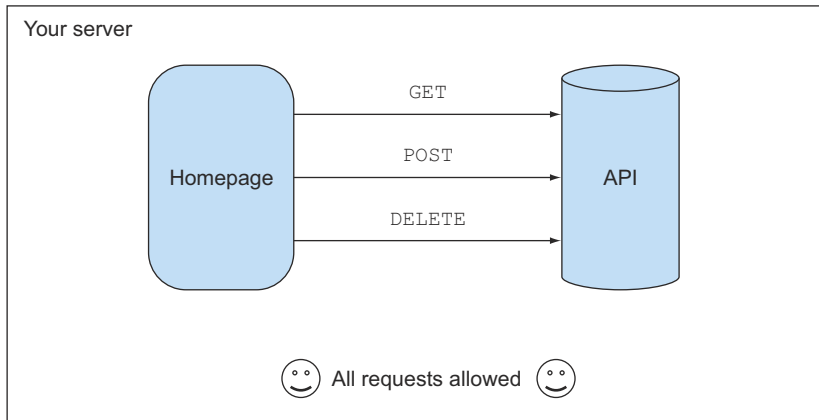 Your server
GET
POST
Homepage
API
DELETE
All requests allowed